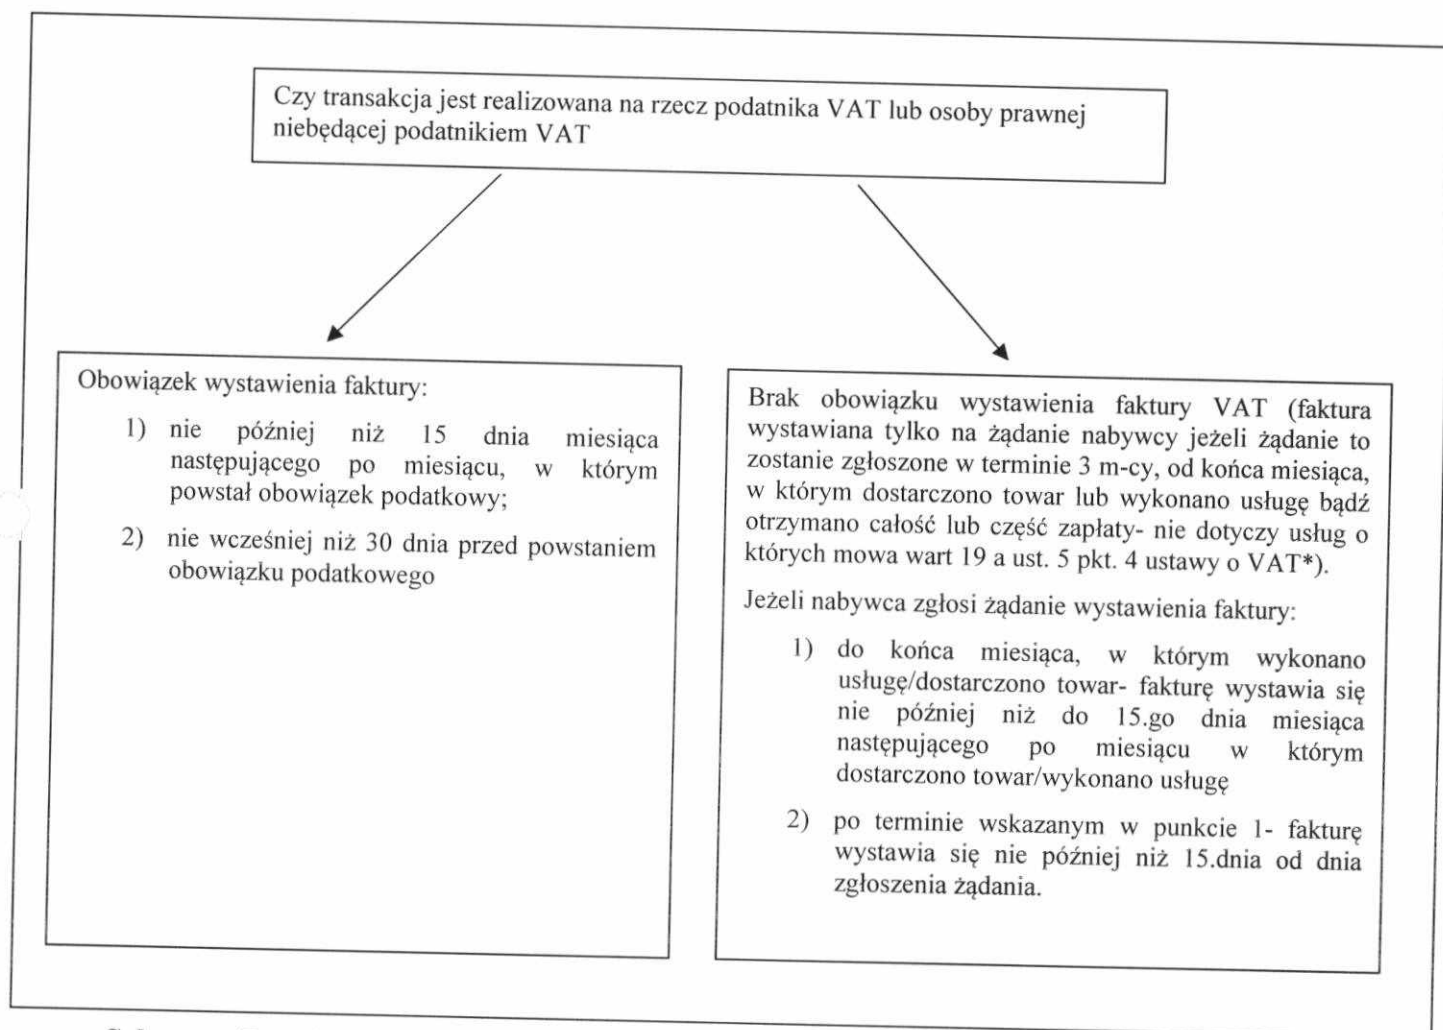 Czy transakcja jest realizowana na rzecz podatnika VAT lub osoby prawnej
niebędącej podatnikiem VAT
Obowiązek wystawienia faktury:
1) nie później niż 15 dnia miesiąca
następującego po miesiącu, w którym
powstał obowiązek podatkowy;
2) nie wcześniej niż 30 dnia przed powstaniem
obowiązku podatkowego
Brak obowiązku wystawienia faktury VAT (faktura
wystawiana tylko na żądanie nabywcy jeżeli żądanie to
zostanie zgłoszone w terminie 3 m-cy, od końca miesiąca,
w którym dostarczono towar lub wykonano usługę bądź
otrzymano całość lub część zapłaty- nie dotyczy usług o
których mowa wart 19 a ust. 5 pkt. 4 ustawy o VAT*).
Jeżeli nabywca zgłosi żądanie wystawienia faktury:
1) do końca miesiąca, w którym wykonano
usługę/dostarczono towar- fakturę wystawia się
nie później niż do 15.go dnia miesiąca
następującego po miesiącu w którym
dostarczono towar/wykonano usługę
2) po terminie wskazanym w punkcie 1- fakturę
wystawia się nie później niż 15.dnia od dnia
zgłoszenia żądania.